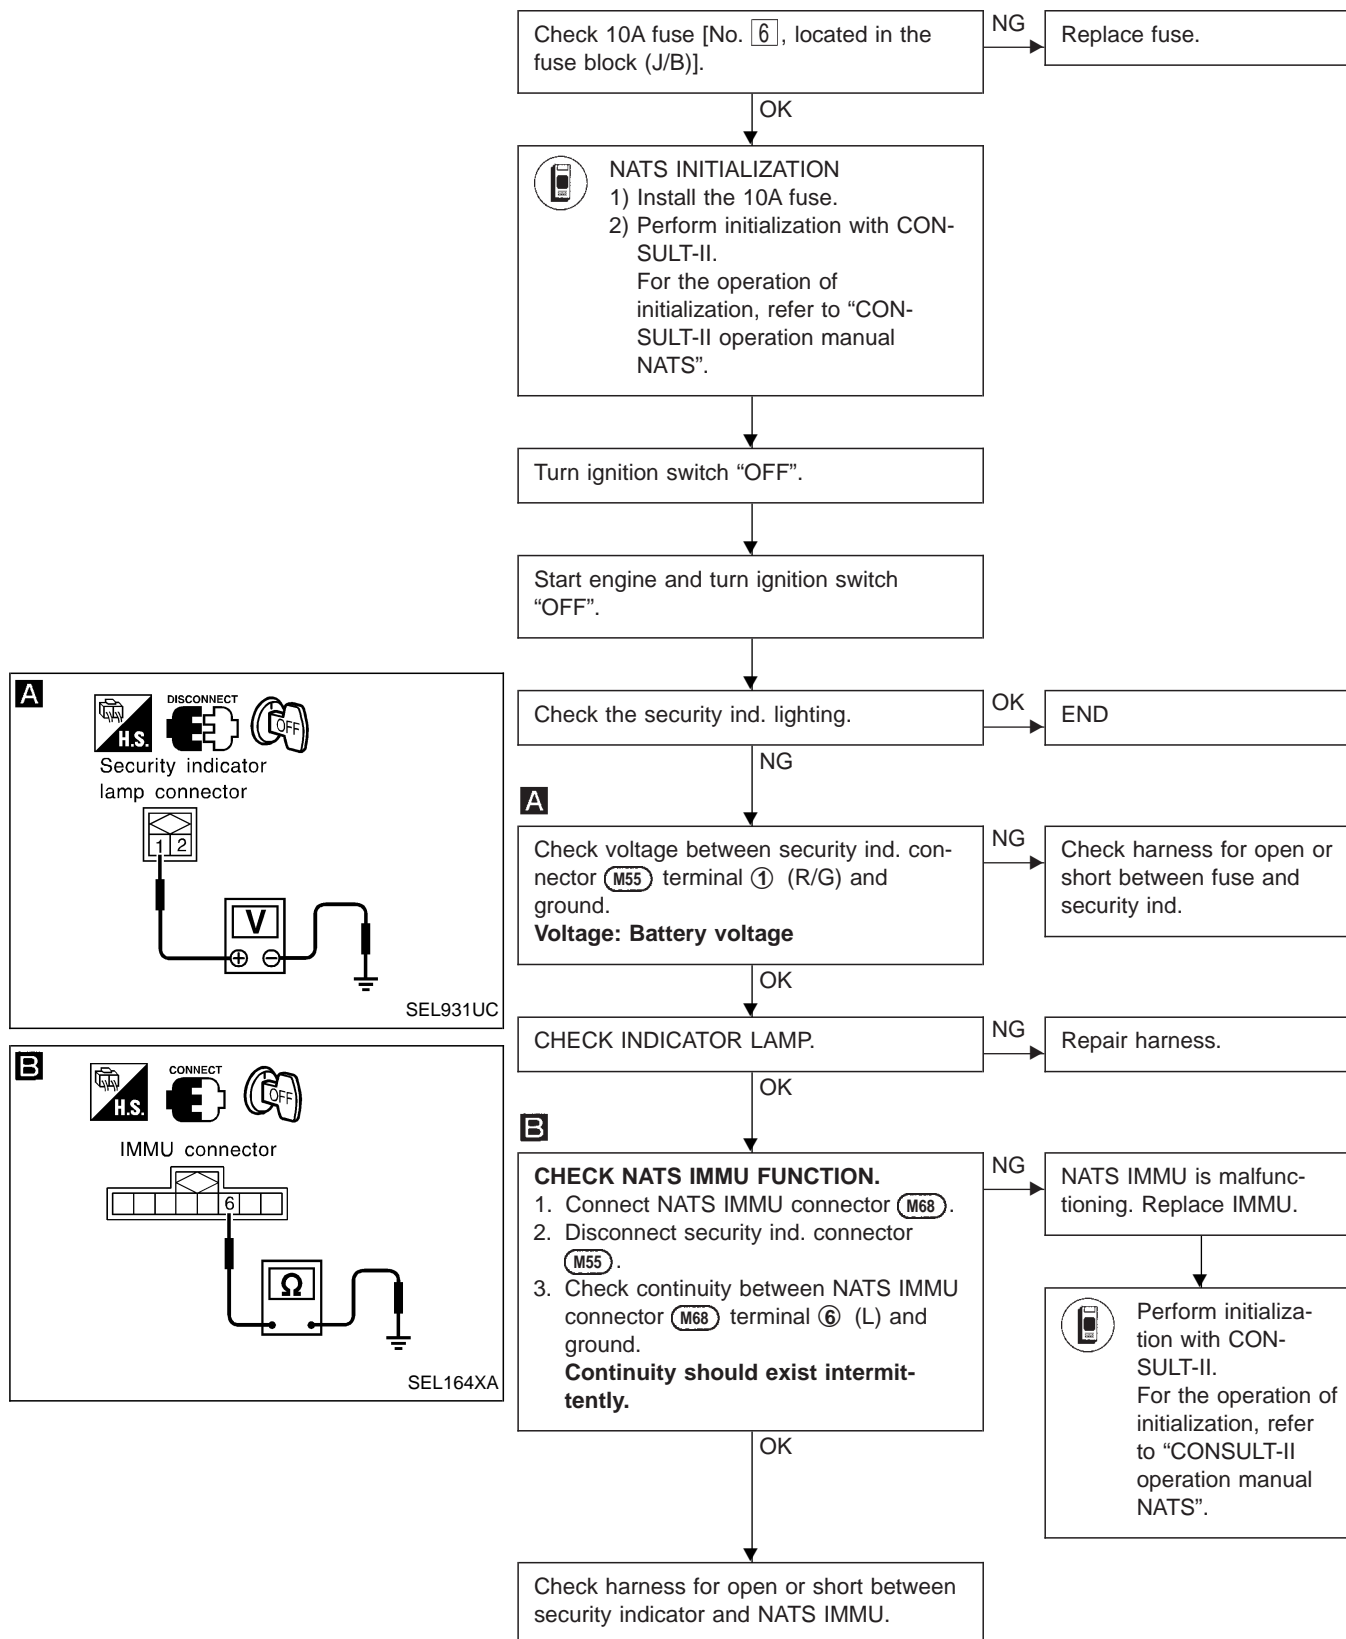 Check 10A fuse [No. 6, located in the
fuse block (J/B)].
NG
Replace fuse.
OK
NATS INITIALIZATION
1) Install the 10A fuse.
2) Perform initialization with CON-
SULT-II.
For the operation of
initialization, refer to “CON-
SULT-II operation manual
NATS”.
Turn ignition switch “OFF”.
Start engine and turn ignition switch
“OFF”.
Check the security ind. lighting.
OK
END
NG
A
Check voltage between security ind. con-
nector M55 terminal ① (R/G) and
ground.
Voltage: Battery voltage
NG
Check harness for open or
short between fuse and
security ind.
OK
A
H.S.
DISCONNECT
OFF
Security indicator
lamp connector
1 2
V
⊕ ⊖
SEL931UC
CHECK INDICATOR LAMP.
NG
Repair harness.
OK
B
H.S.
CONNECT
OFF
IMMU connector
6
Ω
SEL164XA
B
CHECK NATS IMMU FUNCTION.
1. Connect NATS IMMU connector M68.
2. Disconnect security ind. connector
M55.
3. Check continuity between NATS IMMU
connector M68 terminal ⑥ (L) and
ground.
Continuity should exist intermit-
tently.
NG
NATS IMMU is malfunc-
tioning. Replace IMMU.
Perform initializa-
tion with CON-
SULT-II.
For the operation of
initialization, refer
to “CONSULT-II
operation manual
NATS”.
OK
Check harness for open or short between
security indicator and NATS IMMU.